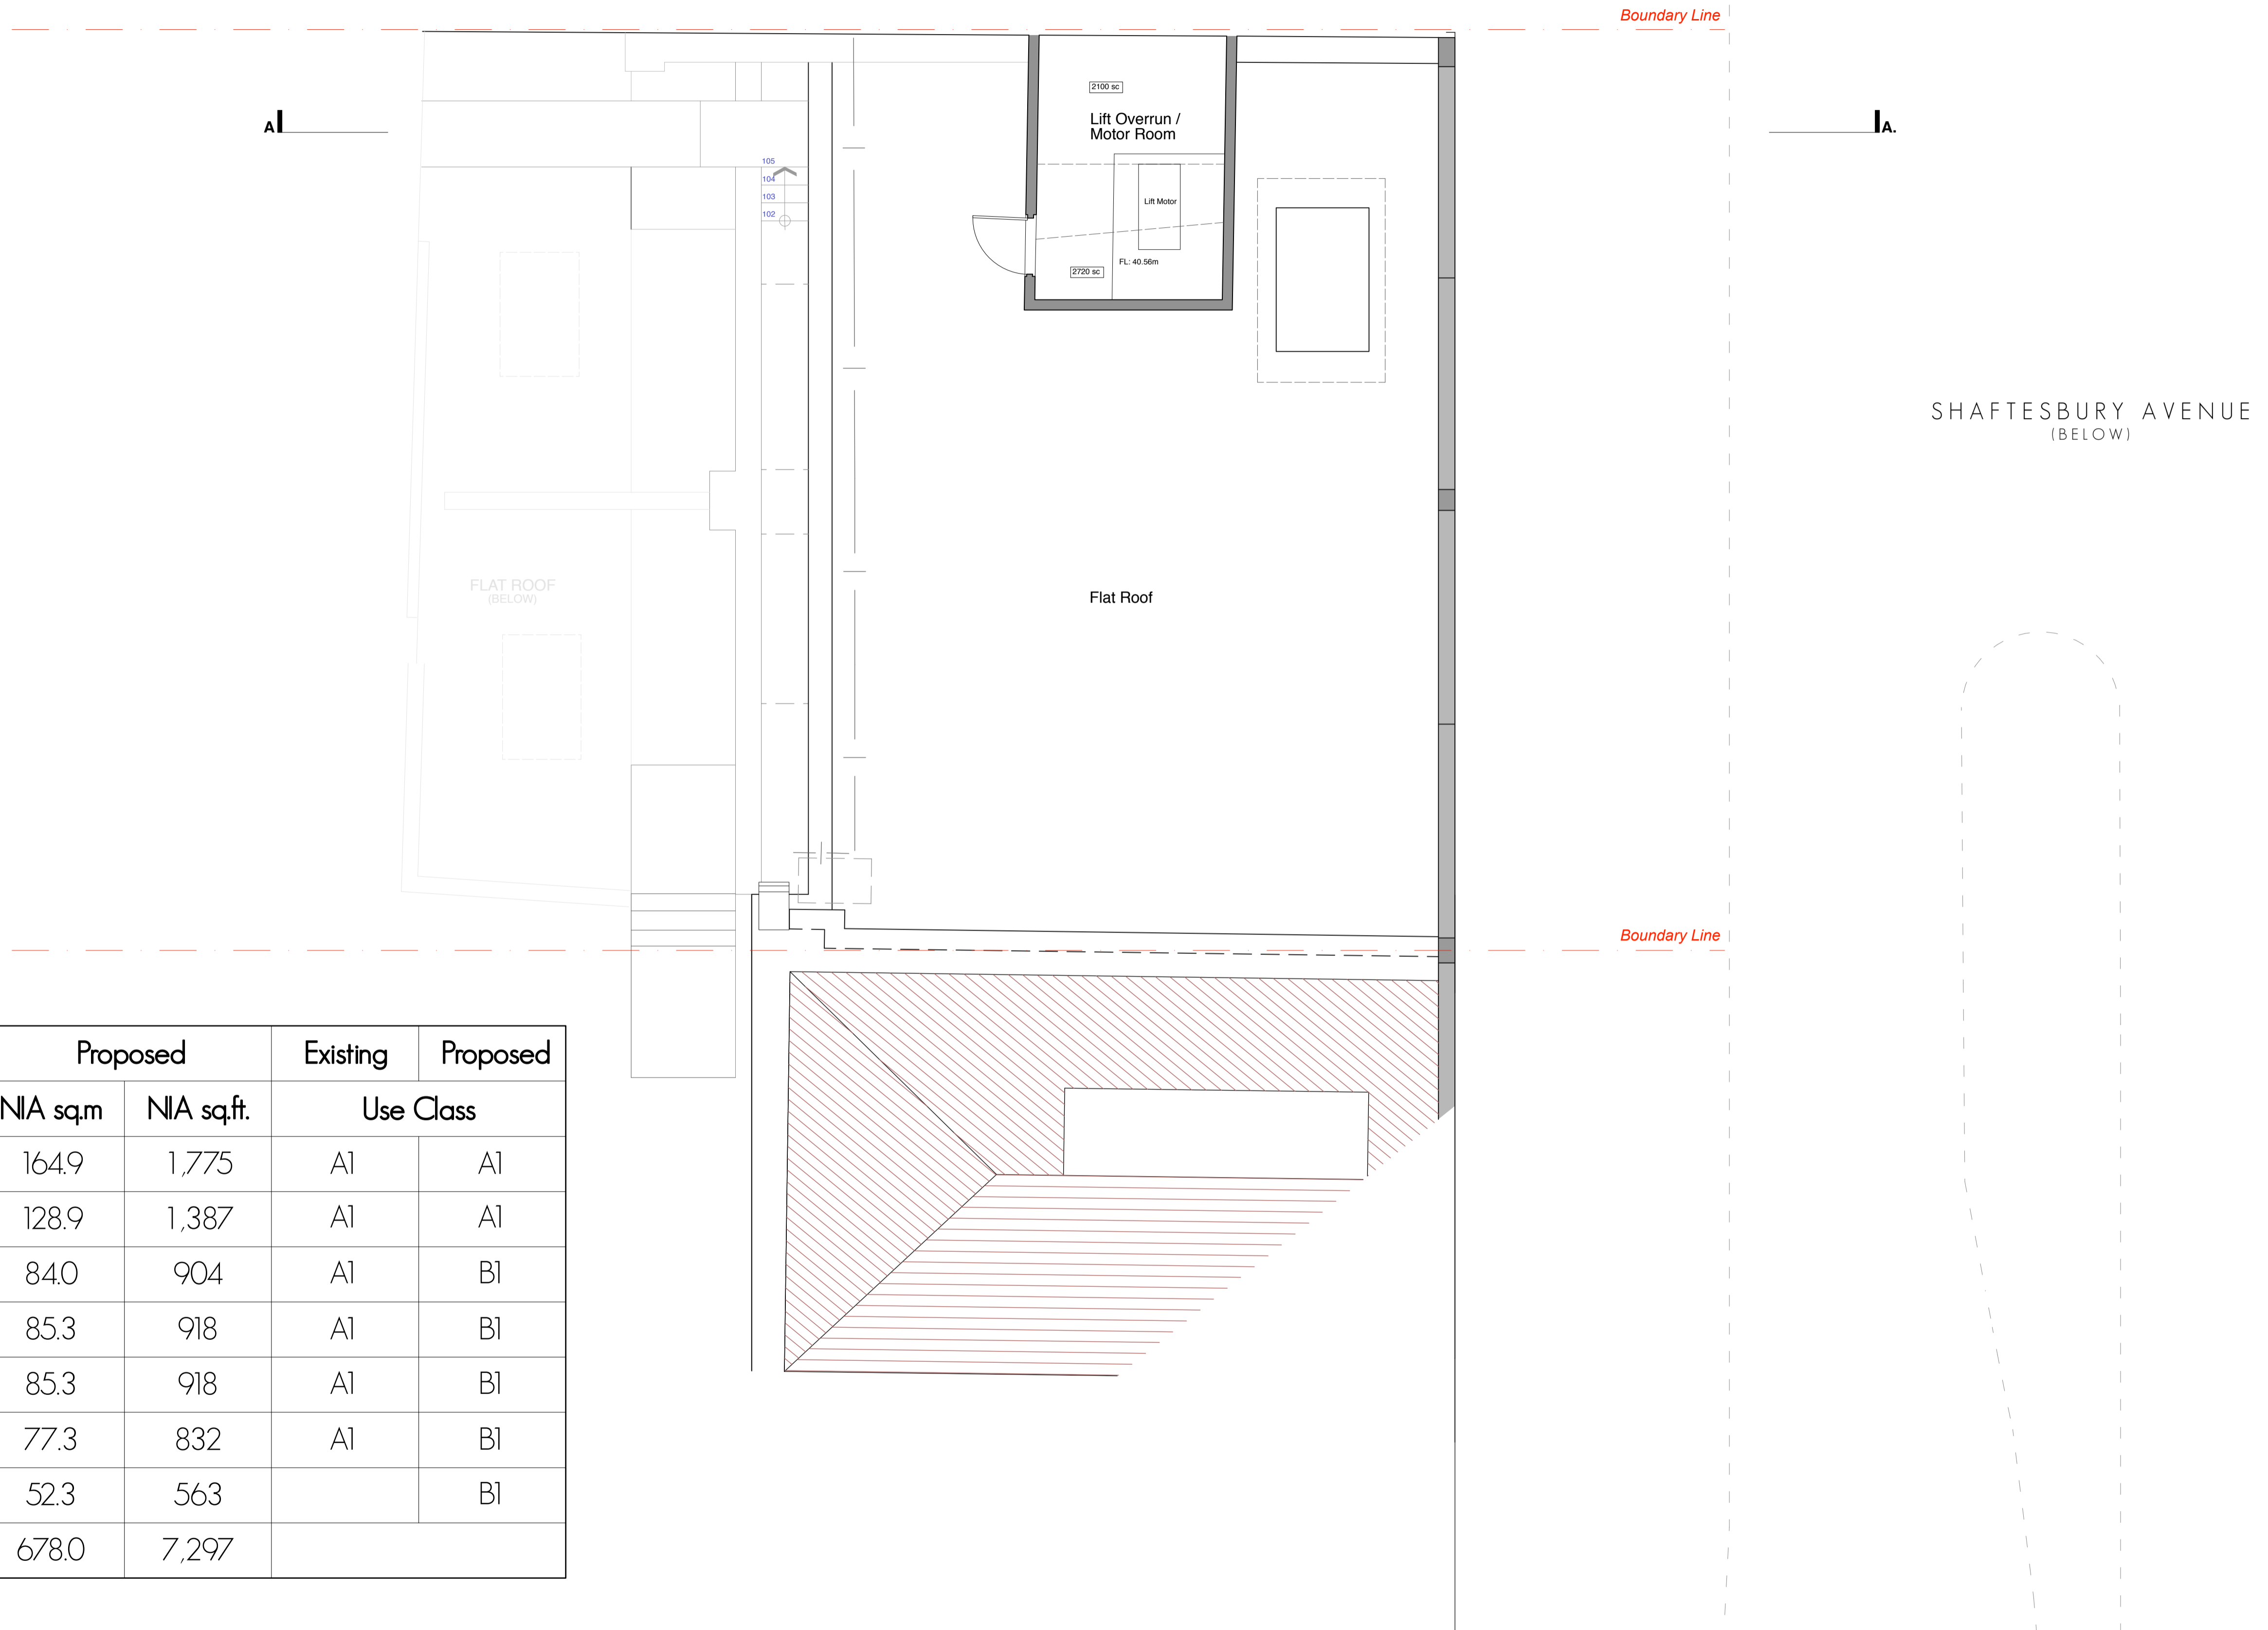 Boundary Line
A
A.
2100 sc
Lift Overrun /
Motor Room
105
104
103
102
Lift Motor
FL: 40.56m
2720 sc
SHAFTESBURY AVENUE
(BELOW)
FLAT ROOF
(BELOW)
Flat Roof
Boundary Line
Proposed Existing Proposed
NIA sq.m NIA sq.ft. Use Class
164.9 1,775 A1 A1
128.9 1,387 A1 A1
84.0 904 A1 B1
85.3 918 A1 B1
85.3 918 A1 B1
77.3 832 A1 B1
52.3 563 B1
678.0 7,297